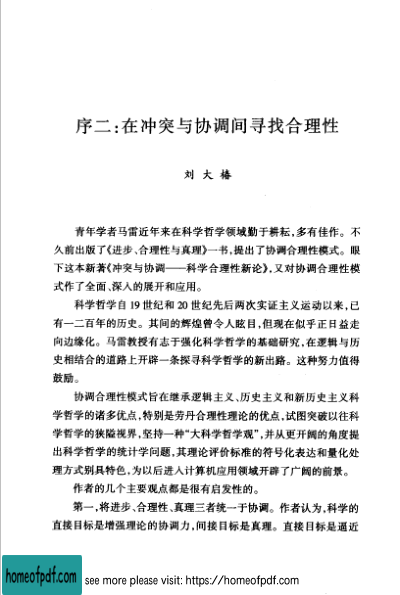 序二:在冲突与协调间寻找合理性
刘大椿
青年学者马雷近年来在科学哲学领域勤于耕耘,多有佳作。不
久前出版了《进步、合理性与真理》一书,提出了协调合理性模式。眼
下这本新著《冲突与协调——科学合理性新论》,又对协调合理性模
式作了全面、深入的展开和应用。
科学哲学自19世纪和20世纪先后两次实证主义运动以来,已
有一二百年的历史。其间的辉煌曾令人眩目,但现在似乎正日益走
向边缘化。马雷教授有志于强化科学哲学的基础研究,在逻辑与历
史相结合的道路上开辟一条探寻科学哲学的新出路。这种努力值得
鼓励。
协调合理性模式旨在继承逻辑主义、历史主义和新历史主义科
学哲学的诸多优点,特别是劳丹合理性理论的优点,试图突破以往科
学哲学的狭隘视界,坚持一种“大科学哲学观”,并从更开阔的角度提
出科学哲学的统计学问题,其理论评价标准的符号化表达和量化处
理方式别具特色,为以后进入计算机应用领域开辟了广阔的前景。
作者的几个主要观点都是很有启发性的。
第一,将进步、合理性、真理三者统一于协调。作者认为,科学的
直接目标是增强理论的协调力,间接目标是真理。直接目标是逼近
homeofpdf.com
see more please visit: https://homeofpdf.com